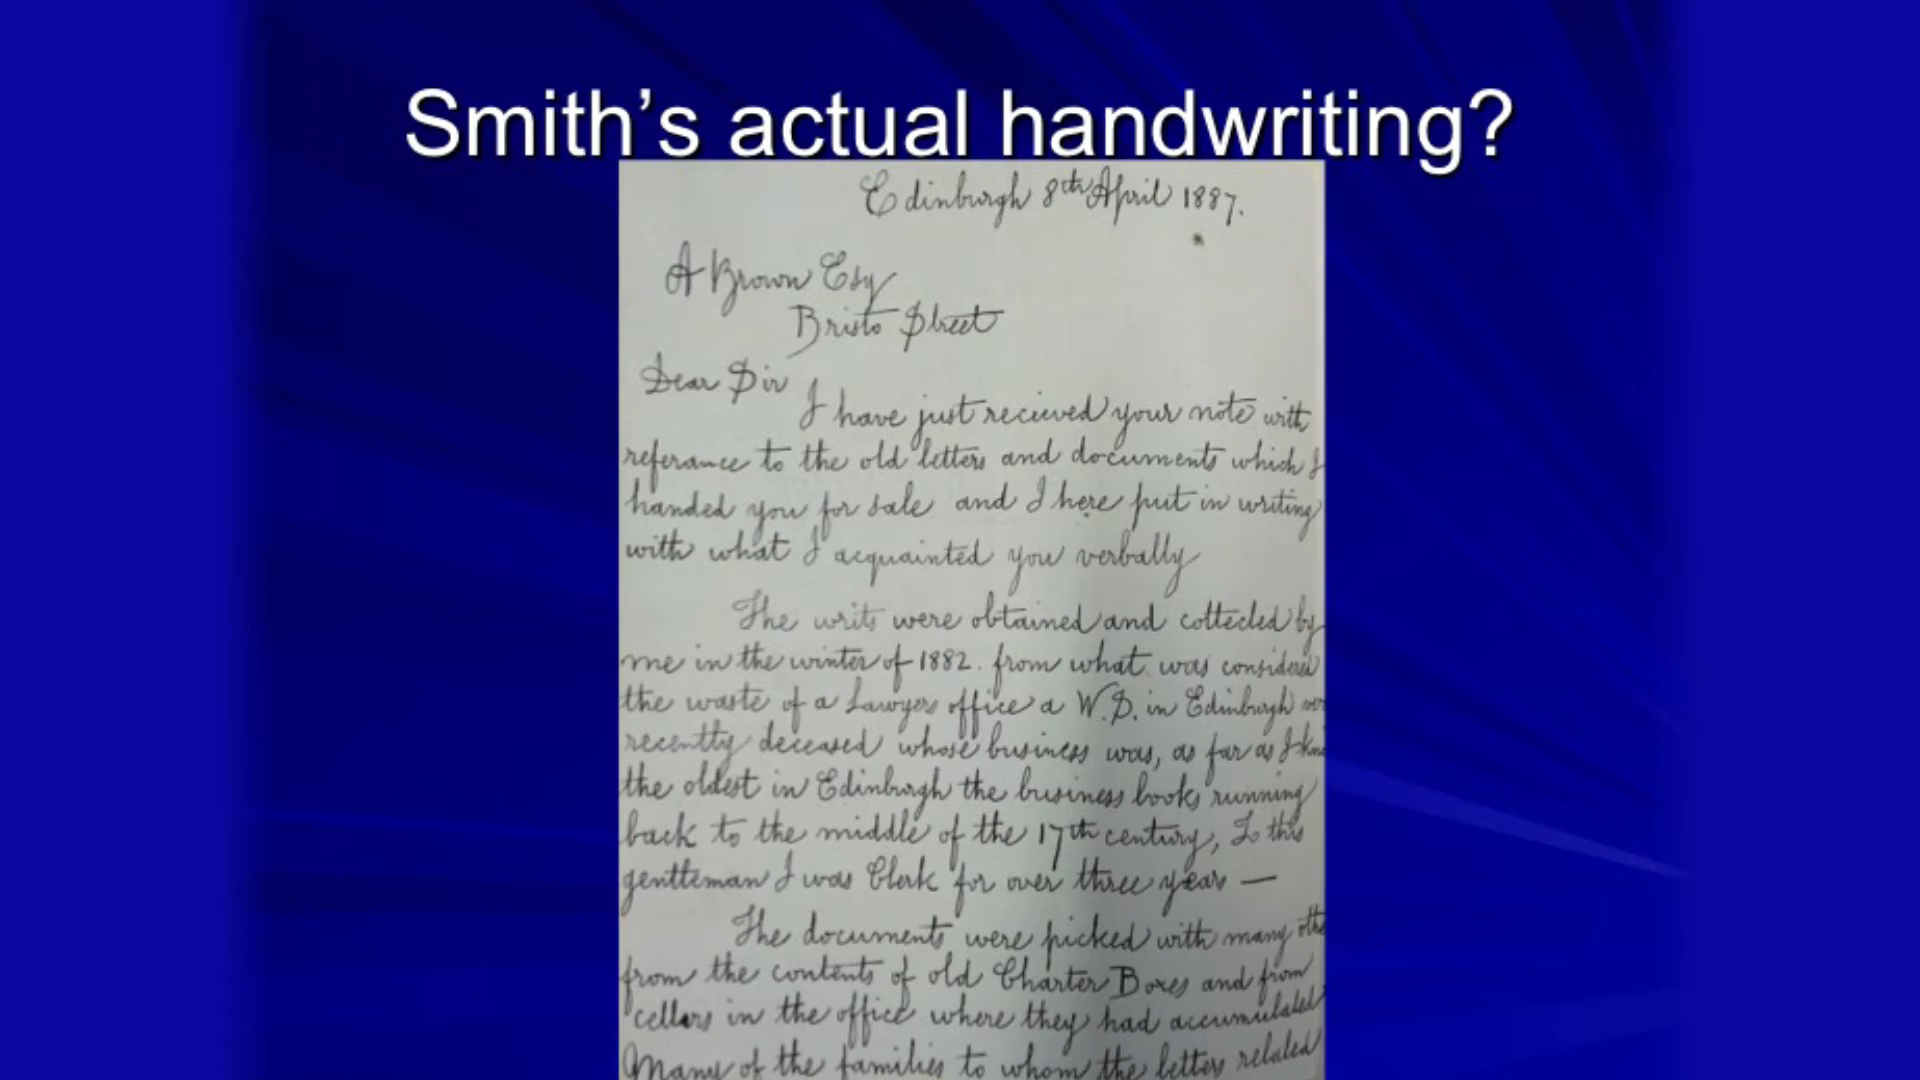 Smith's actual handwriting?
Edinburgh 8th April 1887.
A Brown Esq
Bristo Street
Dear Sir
I have just recieved your note with
referance to the old letters and documents which I
handed you for sale and I here put in writing
with what I acquainted you verbally
The writs were obtained and collected by
me in the winter of 1882. from what was considered
the waste of a Lawyers office a W.S. in Edinburgh
recently deceased whose business was, as far as I
the oldest in Edinburgh the business books running
back to the middle of the 17th century, To this
gentleman I was Clerk for over three years —
The documents were picked with many
from the contents of old Charter Boxes and from
cellars in the office where they had accumulated
Many of the families to whom the letters related